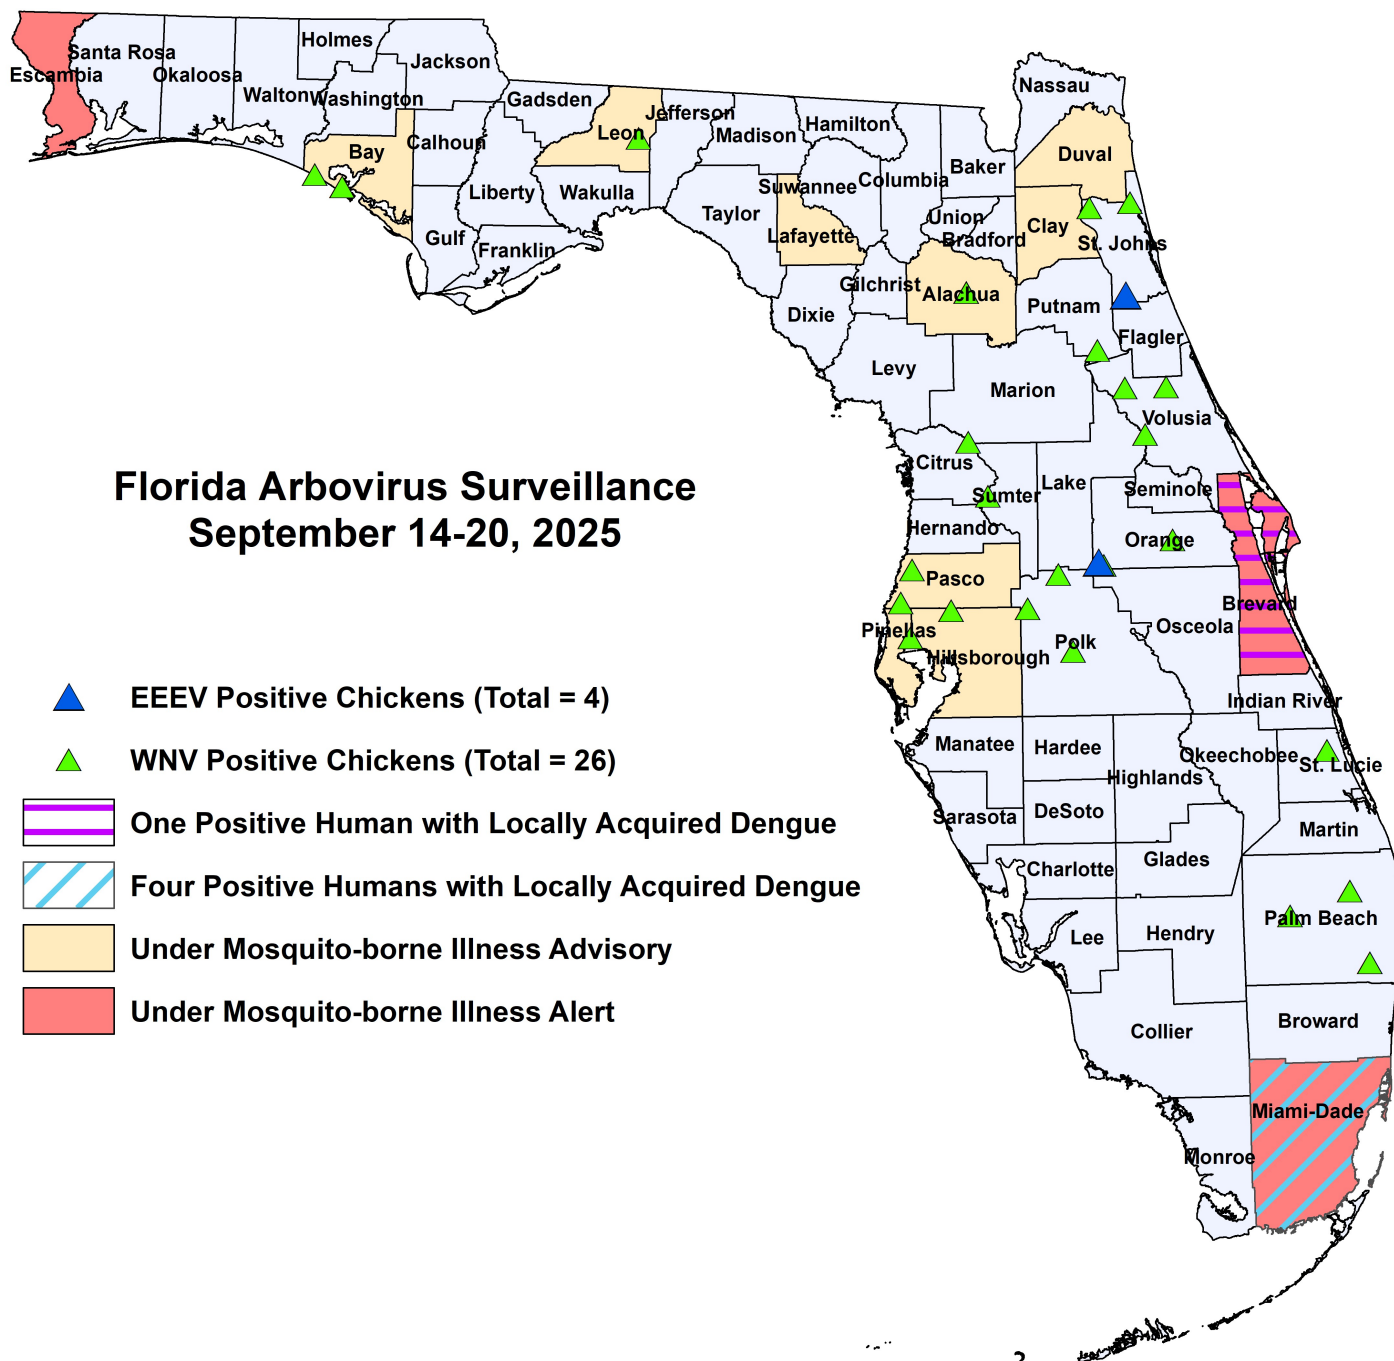 Holmes
Santa Rosa
Jackson
Escambia
Okaloosa
Walton
Washington
Gadsden
Nassau
Jefferson
Leon
Madison
Hamilton
Calhoun
Bay
Duval
Baker
Suwannee
Columbia
Liberty
Wakulla
Taylor
Union
Clay
Lafayette
Bradford
St. Johns
Gulf
Franklin
Gilchrist
Alachua
Putnam
Dixie
Flagler
Levy
Marion
Volusia
Citrus
Lake
Seminole
Sumter
Hernando
Orange
Florida Arbovirus Surveillance
September 14-20, 2025
Pasco
Brevard
Osceola
Pinellas
Polk
Hillsborough
EEEV Positive Chickens (Total = 4)
Indian River
WNV Positive Chickens (Total = 26)
Manatee
Hardee
Okeechobee
St. Lucie
Highlands
Sarasota
DeSoto
One Positive Human with Locally Acquired Dengue
Martin
Glades
Charlotte
Four Positive Humans with Locally Acquired Dengue
Palm Beach
Hendry
Lee
Under Mosquito-borne Illness Advisory
Under Mosquito-borne Illness Alert
Broward
Collier
Miami-Dade
Monroe